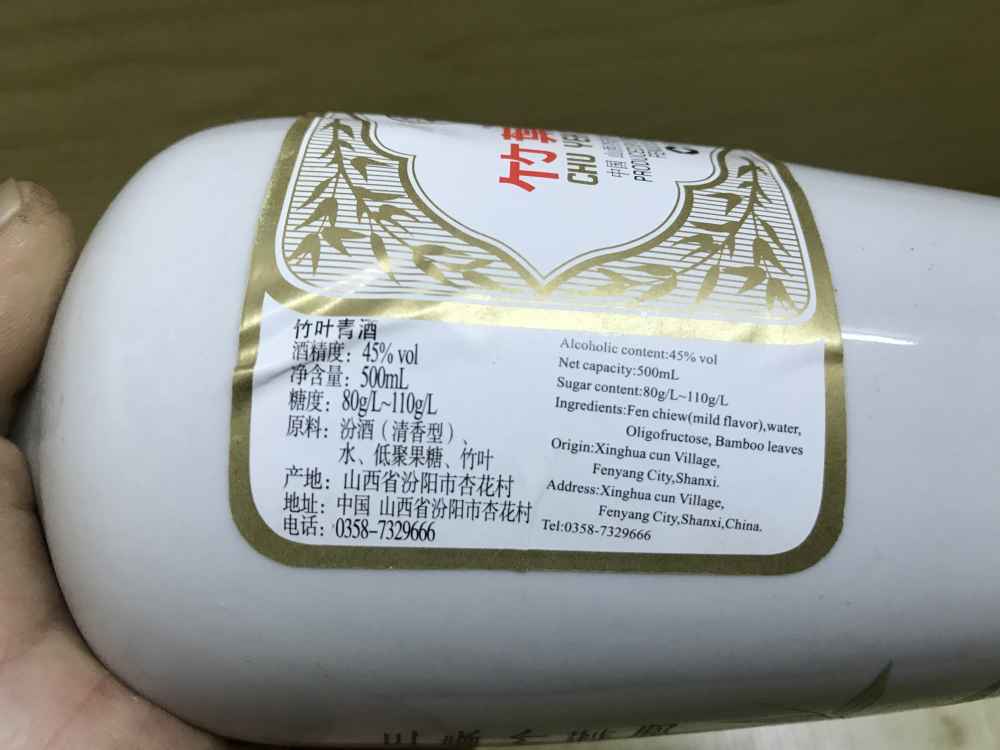 竹
CHU
中国
竹叶青酒
酒精度：45% vol
净含量：500mL
糖度：80g/L~110g/L
原料：汾酒（清香型）、
水、低聚果糖、竹叶
产地：山西省汾阳市杏花村
地址：中国 山西省汾阳市杏花村
电话：0358-7329666
Alcoholic content:45% vol
Net capacity:500mL
Sugar content:80g/L~110g/L
Ingredients:Fen chiew(mild flavor),water,
Oligofructose, Bamboo leaves
Origin:Xinghua cun Village,
Fenyang City,Shanxi.
Address:Xinghua cun Village,
Fenyang City,Shanxi,China.
Tel:0358-7329666